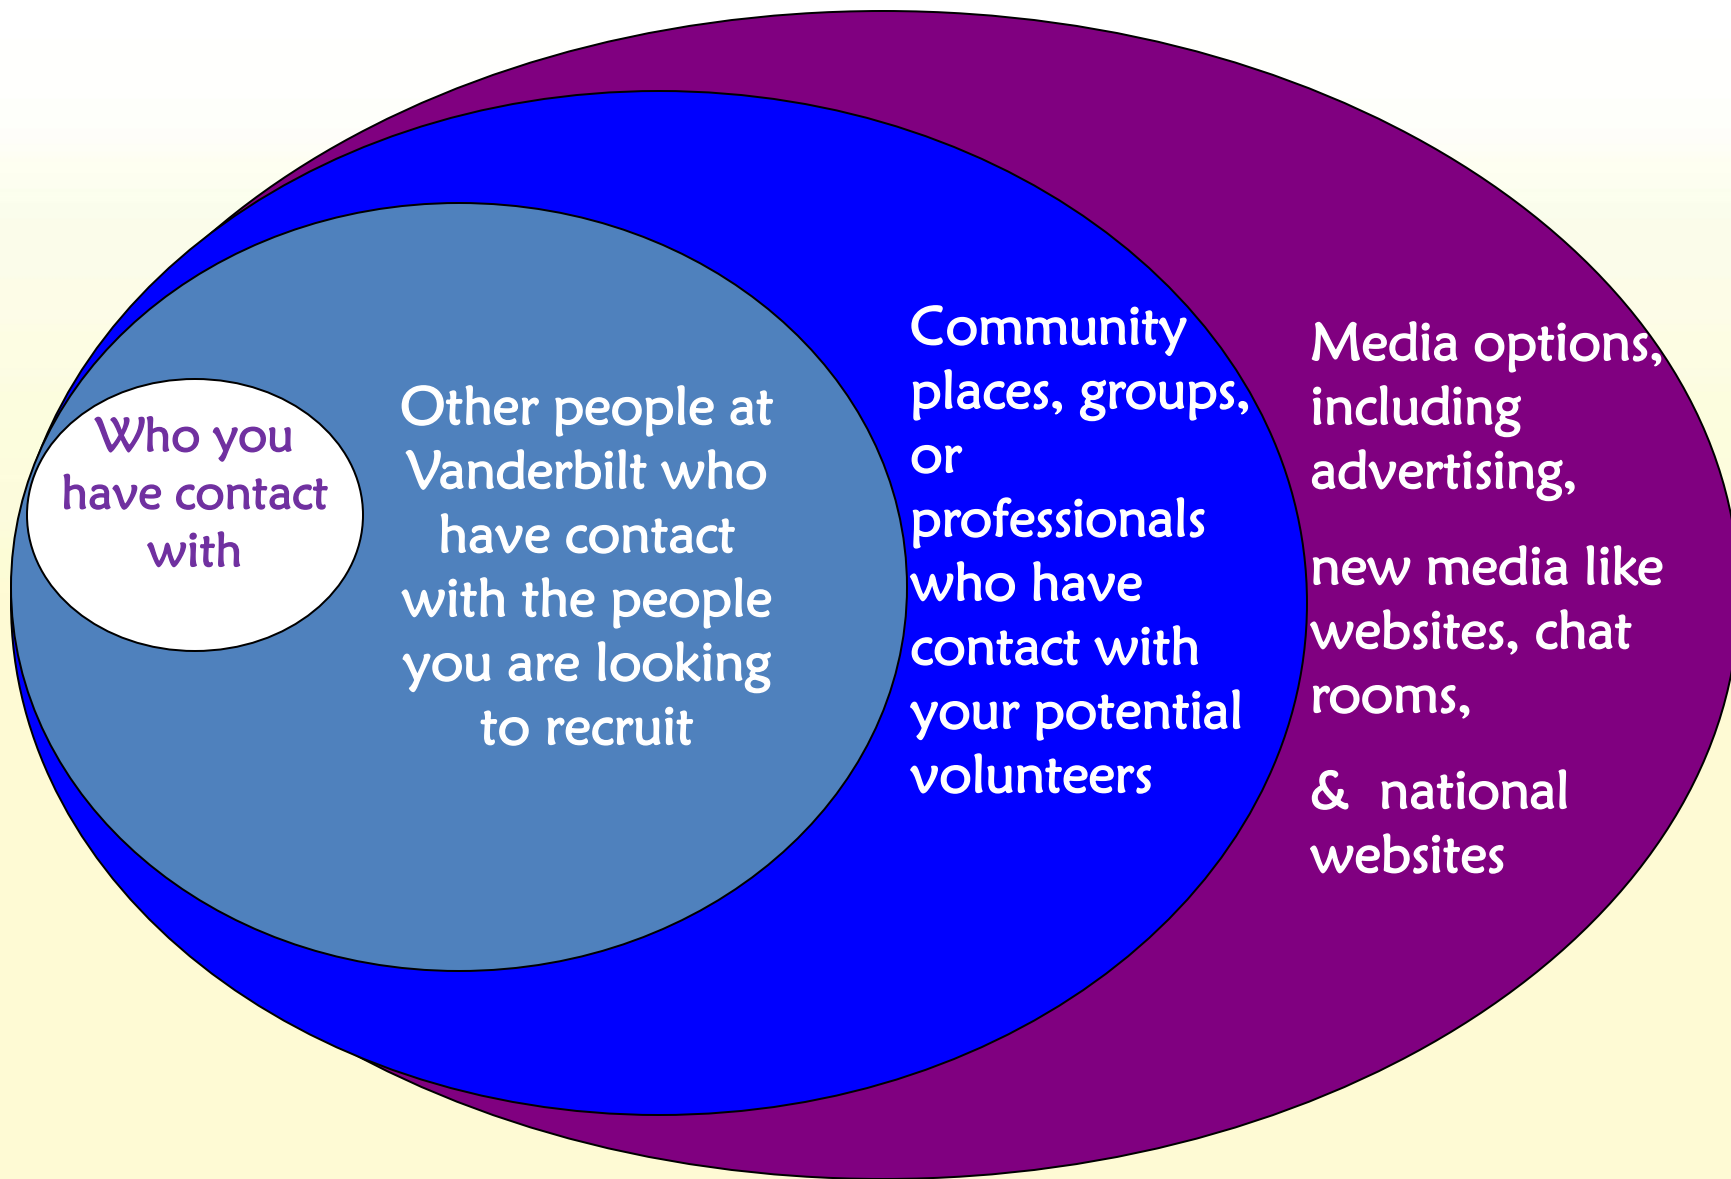 Who you
have contact
with
Other people at
Vanderbilt who
have contact
with the people
you are looking
to recruit
Community
places, groups,
or
professionals
who have
contact with
your potential
volunteers
Media options,
including
advertising,
new media like
websites, chat
rooms,
&  national
websites